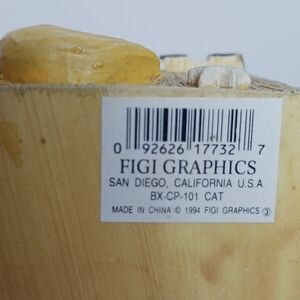 0 92626 17732 7
FIGI GRAPHICS
SAN DIEGO, CALIFORNIA U.S.A.
BX-CP-101 CAT
MADE IN CHINA © 1994 FIGI GRAPHICS ③